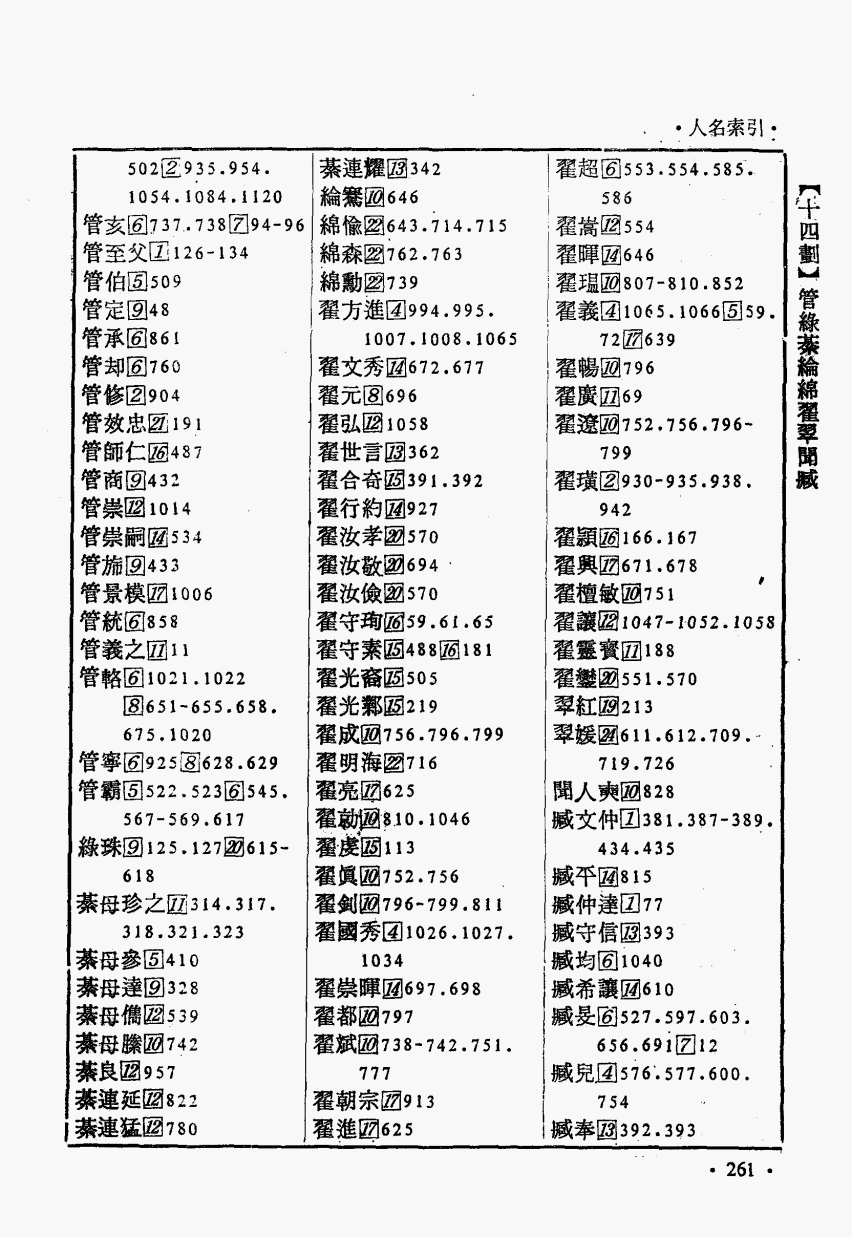 ·人名索引·
502[2]935.954.
1054.1084.1120
管亥[6]737.738[7]94-96
管至父[1]126-134
管伯[5]509
管定[9]48
管承[6]861
管却[6]760
管修[2]904
管效忠[21]191
管師仁[16]487
管商[9]432
管崇[12]1014
管崇嗣[14]534
管旆[9]433
管景模[17]1006
管統[6]858
管義之[11]11
管輅[6]1021.1022
[8]651-655.658.
675.1020
管寧[6]925[8]628.629
管霸[5]522.523[6]545.
567-569.617
綠珠[9]125.127[20]615-
618
綦母珍之[11]314.317.
318.321.323
綦母參[5]410
綦母達[9]328
綦母儁[12]539
綦母滕[10]742
綦良[12]957
綦連延[12]822
綦連猛[12]780
綦連耀[13]342
綸騫[10]646
綿愉[22]643.714.715
綿森[22]762.763
綿勳[22]739
翟方進[4]994.995.
1007.1008.1065
翟文秀[14]672.677
翟元[8]696
翟弘[12]1058
翟世言[13]362
翟合奇[15]391.392
翟行約[14]927
翟汝孝[20]570
翟汝敬[20]694
翟汝儉[20]570
翟守珣[16]59.61.65
翟守素[15]488[16]181
翟光裔[15]505
翟光鄴[15]219
翟成[10]756.796.799
翟明海[22]716
翟亮[17]625
翟勍[10]810.1046
翟虔[15]113
翟眞[10]752.756
翟釗[10]796-799.811
翟國秀[4]1026.1027.
1034
翟崇暉[14]697.698
翟都[10]797
翟斌[10]738-742.751.
777
翟朝宗[17]913
翟進[17]625
翟超[6]553.554.585.
586
翟嵩[12]554
翟暉[14]646
翟瑥[10]807-810.852
翟義[4]1065.1066[5]59.
72[17]639
翟暢[10]796
翟廣[11]69
翟遼[10]752.756.796-
799
翟璜[2]930-935.938.
942
翟顥[16]166.167
翟興[17]671.678
翟檀敏[10]751
翟讓[12]1047-1052.1058
翟靈寶[11]188
翟鑾[20]551.570
翠紅[19]213
翠媛[24]611.612.709.
719.726
聞人奭[10]828
臧文仲[1]381.387-389.
434.435
臧平[14]815
臧仲達[1]77
臧守信[13]393
臧均[6]1040
臧希讓[14]610
臧旻[6]527.597.603.
656.691[7]12
臧兒[4]576.577.600.
754
臧奉[13]392.393
【十四劃】管綠綦綸綿翟翠聞臧
·261·